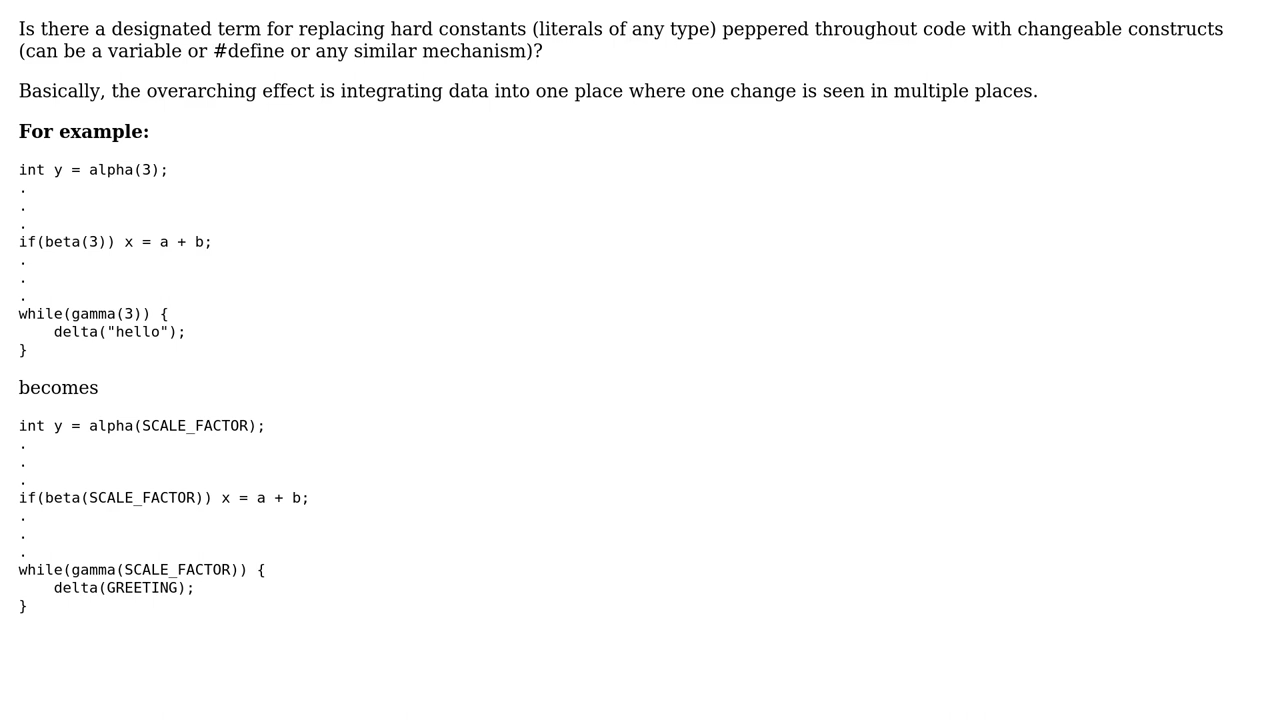 Is there a designated term for replacing hard constants (literals of any type) peppered throughout code with changeable constructs
(can be a variable or #define or any similar mechanism)?
Basically, the overarching effect is integrating data into one place where one change is seen in multiple places.
For example:
int y = alpha(3);
.
.
.
if(beta(3)) x = a + b;
.
.
.
while(gamma(3)) {
    delta("hello");
}
becomes
int y = alpha(SCALE_FACTOR);
.
.
.
if(beta(SCALE_FACTOR)) x = a + b;
.
.
.
while(gamma(SCALE_FACTOR)) {
    delta(GREETING);
}